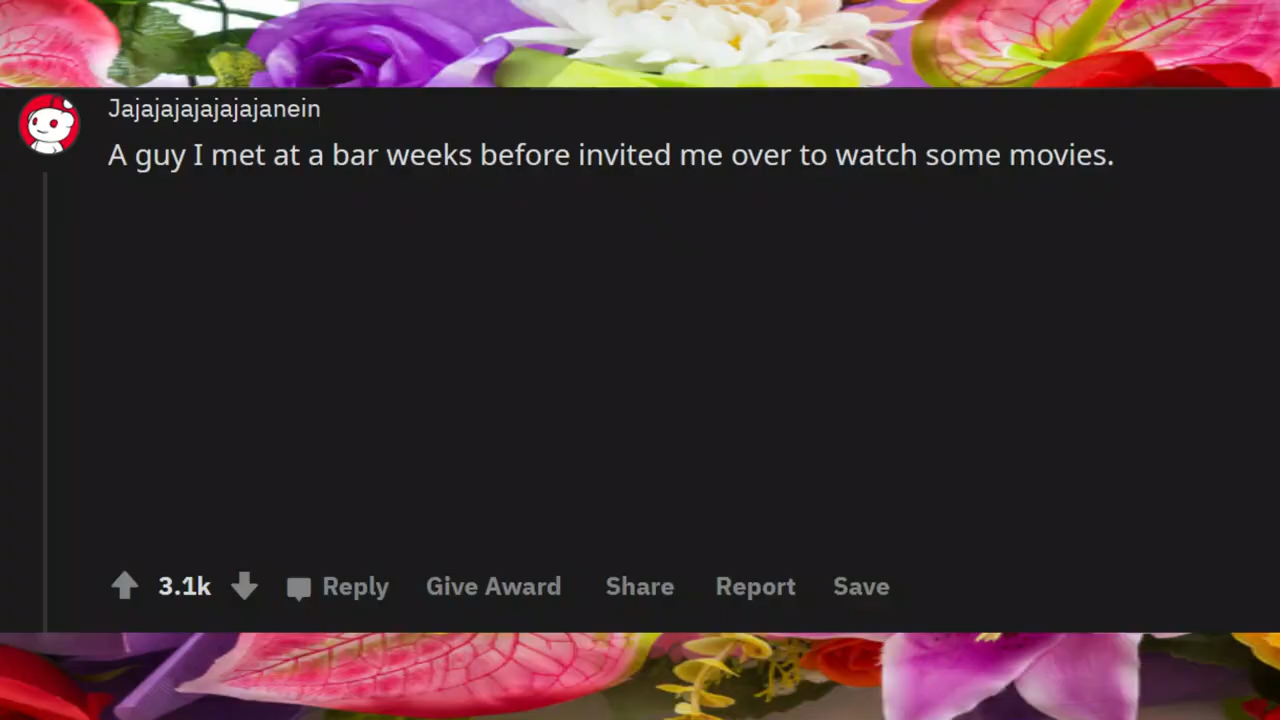 Jajajajajajajajanein
A guy I met at a bar weeks before invited me over to watch some movies.
3.1k Reply Give Award Share Report Save